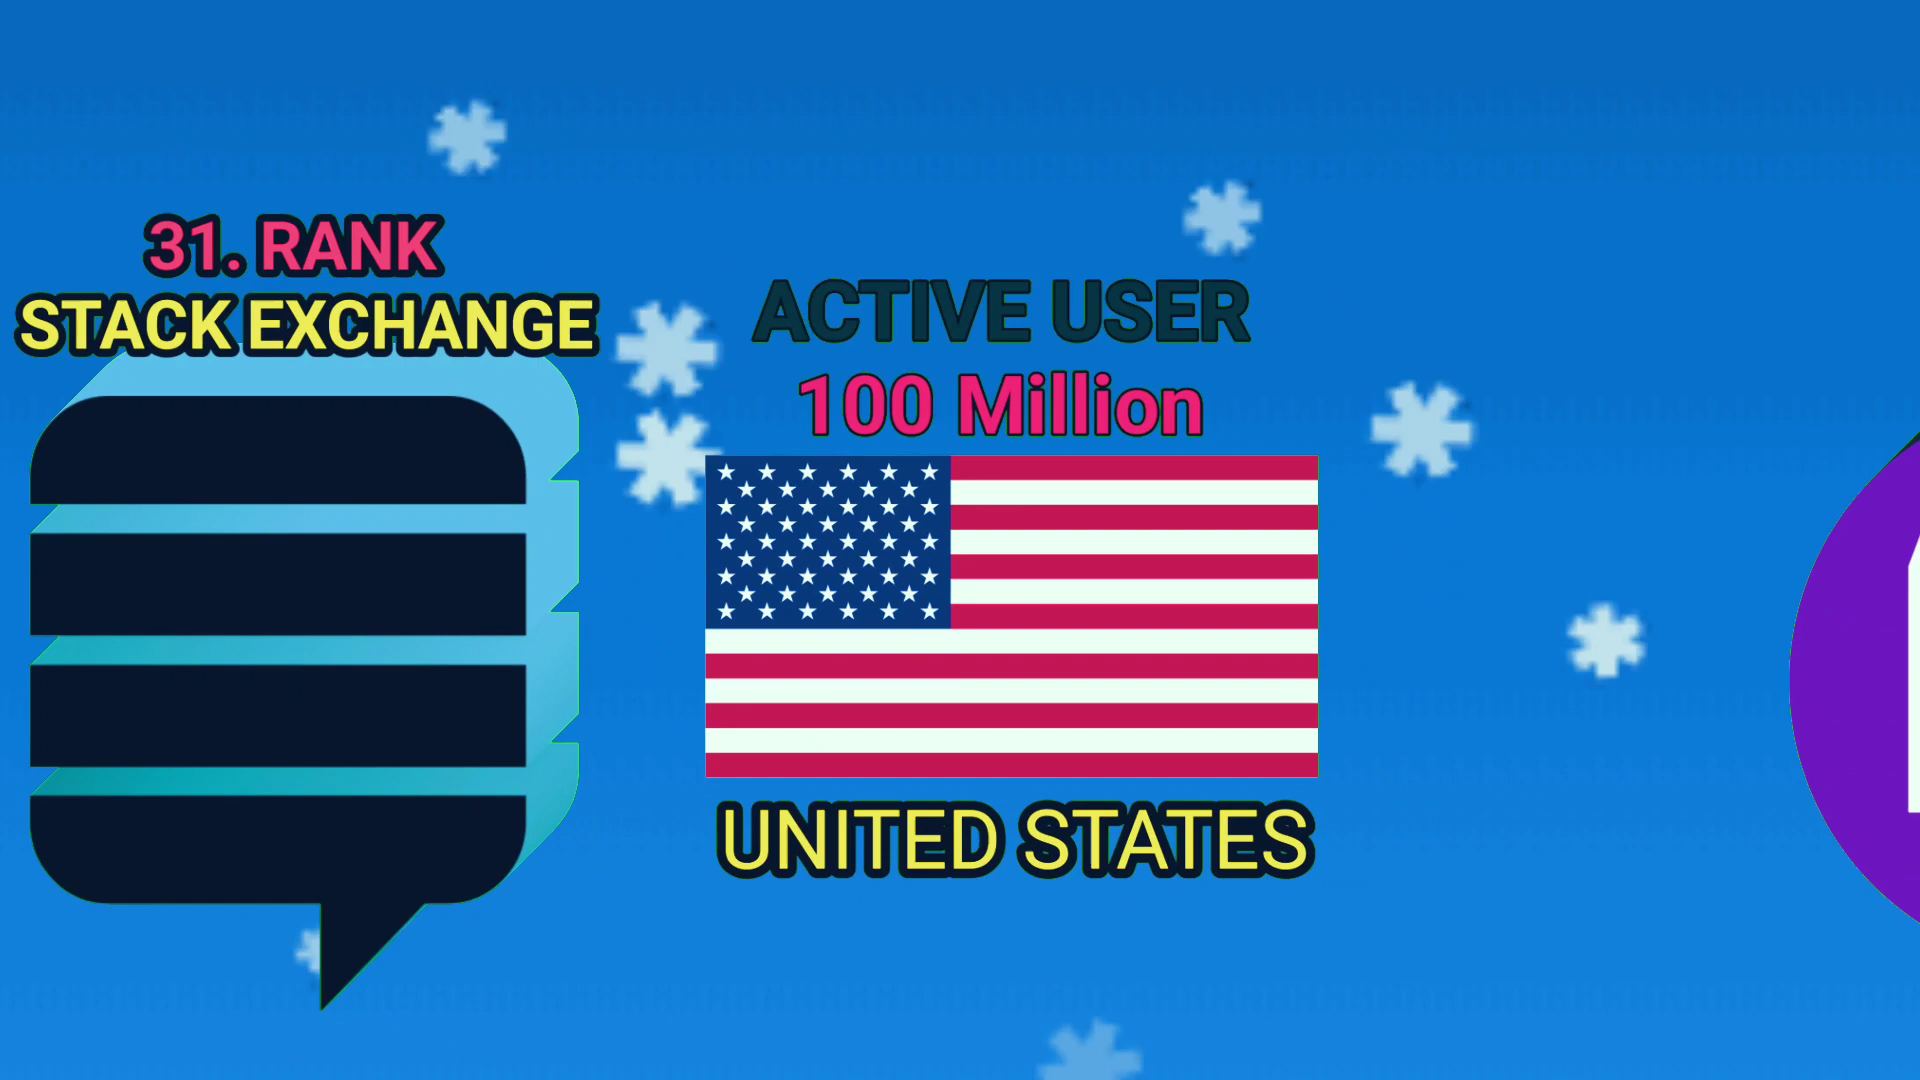 31. RANK
STACK EXCHANGE
ACTIVE USER
100 Million
UNITED STATES